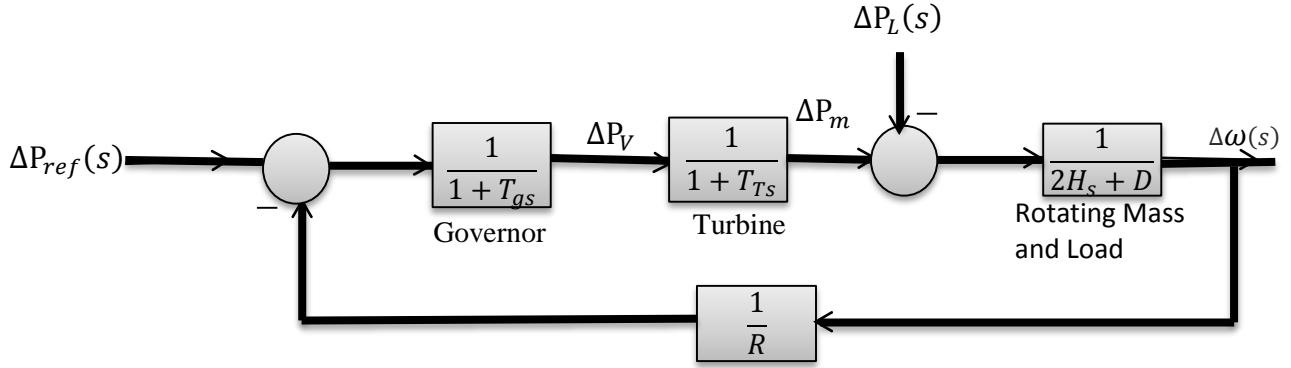 ΔP_L(s)
−
ΔP_ref(s)
1
1 + T_gs
ΔP_V
1
1 + T_Ts
ΔP_m
1
2H_s + D
Δω(s)
−
Governor
Turbine
Rotating Mass
and Load
1
R